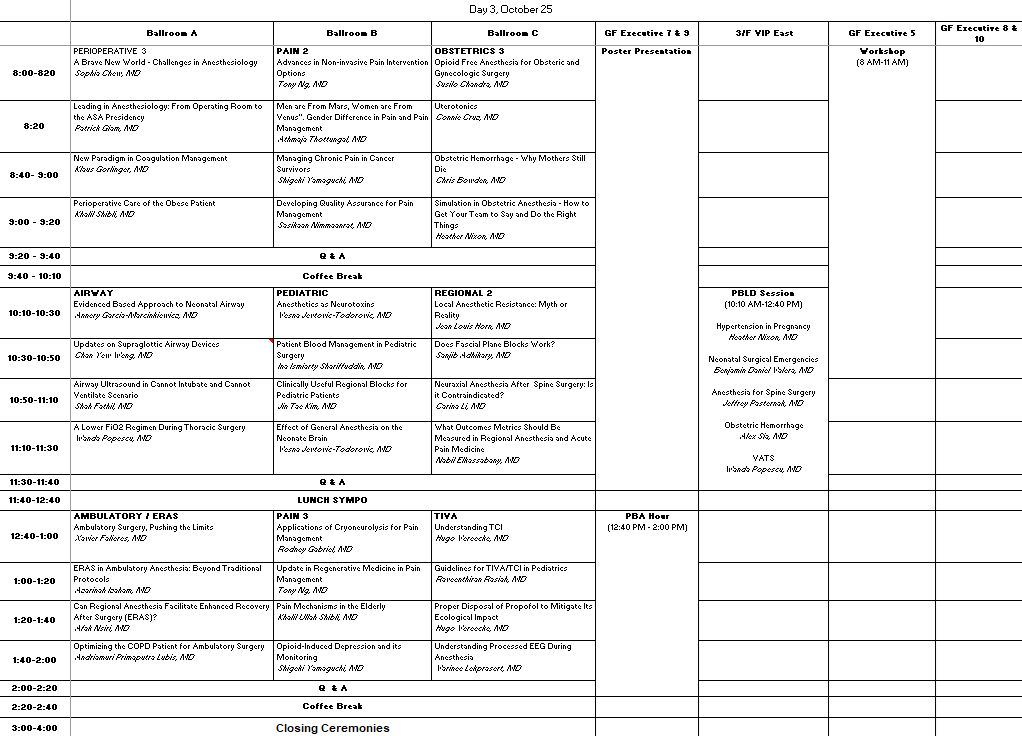 Day 3, October 25
Ballroom A
Ballroom B
Ballroom C
GF Executive 7 & 9
3/F VIP East
GF Executive 5
GF Executive 8 &
10
8:00-820
PERIOPERATIVE 3
A Brave New World - Challenges in Anesthesiology
Sophia Chew, MD
PAIN 2
Advances in Non-invasive Pain Intervention
Options
Tony Ng, MD
OBSTETRICS 3
Opioid Free Anesthesia for Obsteric and
Gynecologic Surgery
Susilo Chandra, MD
Poster Presentation
Workshop
(8 AM-11 AM)
8:20
Leading in Anesthesiology: From Operating Room to
the ASA Presidency
Patrick Giam, MD
Men are From Mars, Women are From
Venus". Gender Difference in Pain and Pain
Management
Athmaja Thottungal, MD
Uterotonics
Connie Cruz, MD
8:40- 9:00
New Paradigm in Coagulation Management
Klaus Gorlinger, MD
Managing Chronic Pain in Cancer
Survivors
Shigeki Yamaguchi, MD
Obstetric Hemorrhage - Why Mothers Still
Die
Chris Bowden, MD
9:00 - 9:20
Perioperative Care of the Obese Patient
Khalil Shibli, MD
Developing Quality Assurance for Pain
Management
Sasikaan Nimmaanrat, MD
Simulation in Obstetric Anesthesia - How to
Get Your Team to Say and Do the Right
Things
Heather Nixon, MD
9:20 - 9:40
Q & A
9:40 - 10:10
Coffee Break
10:10-10:30
AIRWAY
Evidenced Based Approach to Neonatal Airway
Annery Garcia-Marcinkiewicz, MD
PEDIATRIC
Anesthetics as Neurotoxins
Vesna Jevtovic-Todorovic, MD
REGIONAL 2
Local Anesthetic Resistance: Myth or
Reality
Jean Louis Horn, MD
PBLD Session
(10:10 AM-12:40 PM)
Hypertension in Pregnancy
Heather Nixon, MD
Neonatal Surgical Emergencies
Benjamin Daniel Valera, MD
Anesthesia for Spine Surgery
Jeffrey Pasternak, MD
Obstetric Hemorrhage
Alex Sia, MD
VATS
Wanda Popescu, MD
10:30-10:50
Updates on Supraglottic Airway Devices
Chan Yew Weng, MD
Patient Blood Management in Pediatric
Surgery
Ina Ismiarty Shariffuddin, MD
Does Fascial Plane Blocks Work?
Sanjib Adhikary, MD
10:50-11:10
Airway Ultrasound in Cannot Intubate and Cannot
Ventilate Scenario
Shah Fathil, MD
Clinically Useful Regional Blocks for
Pediatric Patients
Jin Tae Kim, MD
Neuraxial Anesthesia After Spine Surgery: Is
it Contraindicated?
Carina Li, MD
11:10-11:30
A Lower FiO2 Regimen During Thoracic Surgery
Wanda Popescu, MD
Effect of General Anesthesia on the
Neonate Brain
Vesna Jevtovic-Todorovic, MD
What Outcomes Metrics Should Be
Measured in Regional Anesthesia and Acute
Pain Medicine
Nabil Elkassabany, MD
11:30-11:40
Q & A
11:40-12:40
LUNCH SYMPO
12:40-1:00
AMBULATORY / ERAS
Ambulatory Surgery, Pushing the Limits
Xavier Falieres, MD
PAIN 3
Applications of Cryoneurolysis for Pain
Management
Rodney Gabriel, MD
TIVA
Understanding TCI
Hugo Vereecke, MD
PBA Hour
(12:40 PM - 2:00 PM)
1:00-1:20
ERAS in Ambulatory Anesthesia: Beyond Traditional
Protocols
Azarinah Izaham, MD
Update in Regenerative Medicine in Pain
Management
Tony Ng, MD
Guidelines for TIVA/TCI in Pediatrics
Raveenthiran Rasiah, MD
1:20-1:40
Can Regional Anesthesia Facilitate Enhanced Recovery
After Surgery (ERAS)?
Afak Nsiri, MD
Pain Mechanisms in the Elderly
Khalil Ullah Shibli, MD
Proper Disposal of Propofol to Mitigate Its
Ecological Impact
Hugo Vereecke, MD
1:40-2:00
Optimizing the COPD Patient for Ambulatory Surgery
Andriamuri Primaputra Lubis, MD
Opioid-Induced Depression and its
Monitoring
Shigeki Yamaguchi, MD
Understanding Processed EEG During
Anesthesia
Varinee Lekprasert, MD
2:00-2:20
Q & A
2:20-2:40
Coffee Break
3:00-4:00
Closing Ceremonies